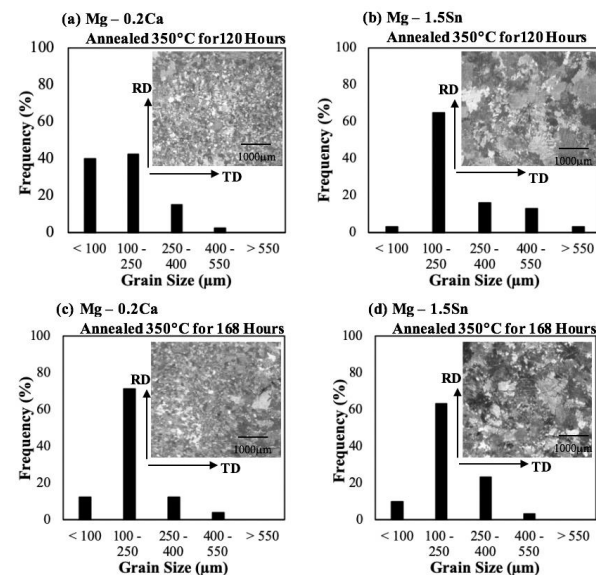 (a) Mg – 0.2Ca
Annealed 350°C for 120 Hours
Frequency (%)
100
80
60
40
20
0
RD
TD
1000µm
< 100
100 -
250
250 -
400
400 -
550
> 550
Grain Size (µm)
(b) Mg – 1.5Sn
Annealed 350°C for 120 Hours
Frequency (%)
100
80
60
40
20
0
RD
TD
1000µm
< 100
100 -
250
250 -
400
400 -
550
> 550
Grain Size (µm)
(c) Mg – 0.2Ca
Annealed 350°C for 168 Hours
Frequency (%)
100
80
60
40
20
0
RD
TD
1000µm
< 100
100 -
250
250 -
400
400 -
550
> 550
Grain Size (µm)
(d) Mg – 1.5Sn
Annealed 350°C for 168 Hours
Frequency (%)
100
80
60
40
20
0
RD
TD
1000µm
< 100
100 -
250
250 -
400
400 -
550
> 550
Grain Size (µm)